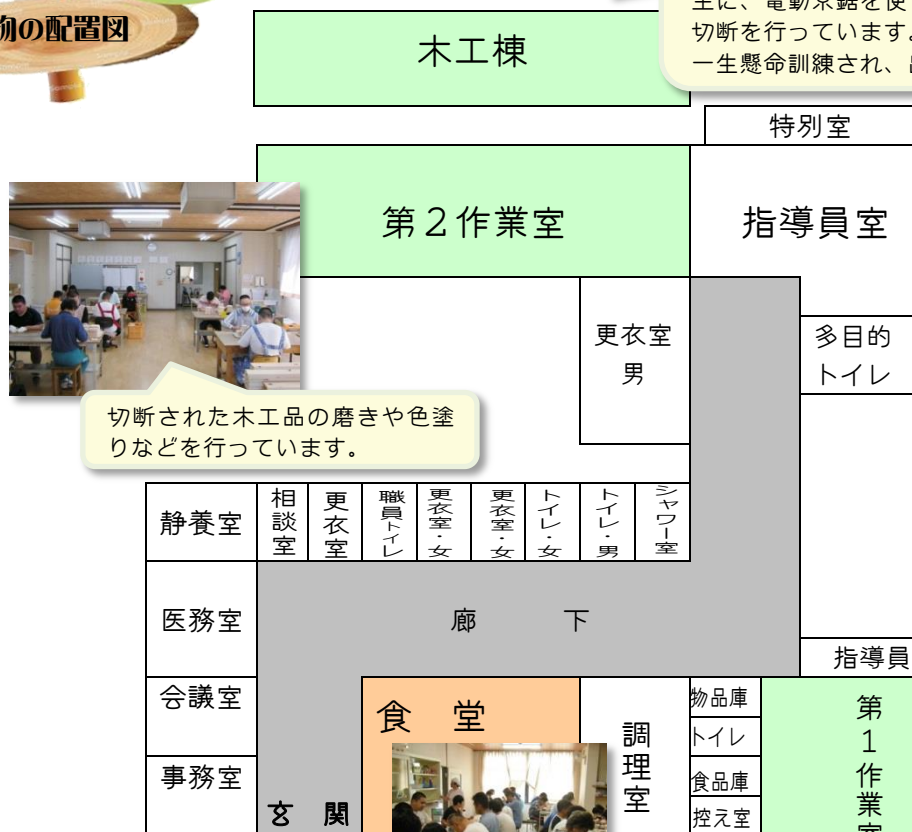 物の配置図
主に、電動糸鋸を使
切断を行っています。
一生懸命訓練され、
木工棟
特別室
第2作業室
指導員室
更衣室
男
多目的
トイレ
切断された木工品の磨きや色塗
りなどを行っています。
静養室
相談室
更衣室
職員トイレ
更衣室・女
更衣室・女
トイレ・女
トイレ・男
シャワー室
医務室
廊下
指導員
会議室
食堂
調理室
物品庫
トイレ
食品庫
控え室
第1作業室
事務室
玄関